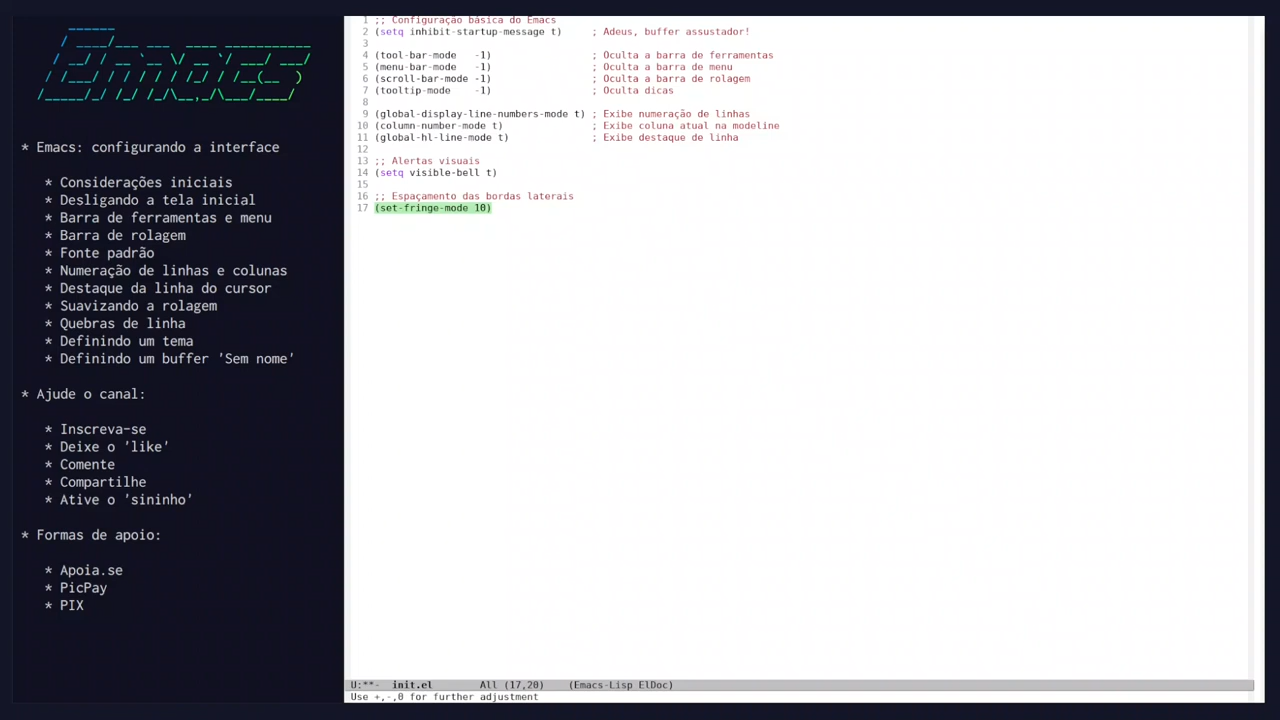 Emacs
* Emacs: configurando a interface
* Considerações iniciais
* Desligando a tela inicial
* Barra de ferramentas e menu
* Barra de rolagem
* Fonte padrão
* Numeração de linhas e colunas
* Destaque da linha do cursor
* Suavizando a rolagem
* Quebras de linha
* Definindo um tema
* Definindo um buffer 'Sem nome'
* Ajude o canal:
* Inscreva-se
* Deixe o 'like'
* Comente
* Compartilhe
* Ative o 'sininho'
* Formas de apoio:
* Apoia.se
* PicPay
* PIX
1 ;; Configuração básica do Emacs
2 (setq inhibit-startup-message t) ; Adeus, buffer assustador!
3
4 (tool-bar-mode -1) ; Oculta a barra de ferramentas
5 (menu-bar-mode -1) ; Oculta a barra de menu
6 (scroll-bar-mode -1) ; Oculta a barra de rolagem
7 (tooltip-mode -1) ; Oculta dicas
8
9 (global-display-line-numbers-mode t) ; Exibe numeração de linhas
10 (column-number-mode t) ; Exibe coluna atual na modeline
11 (global-hl-line-mode t) ; Exibe destaque de linha
12
13 ;; Alertas visuais
14 (setq visible-bell t)
15
16 ;; Espaçamento das bordas laterais
17 (set-fringe-mode 10)
U:**- init.el All (17,20) (Emacs-Lisp ElDoc)
Use +,-,0 for further adjustment